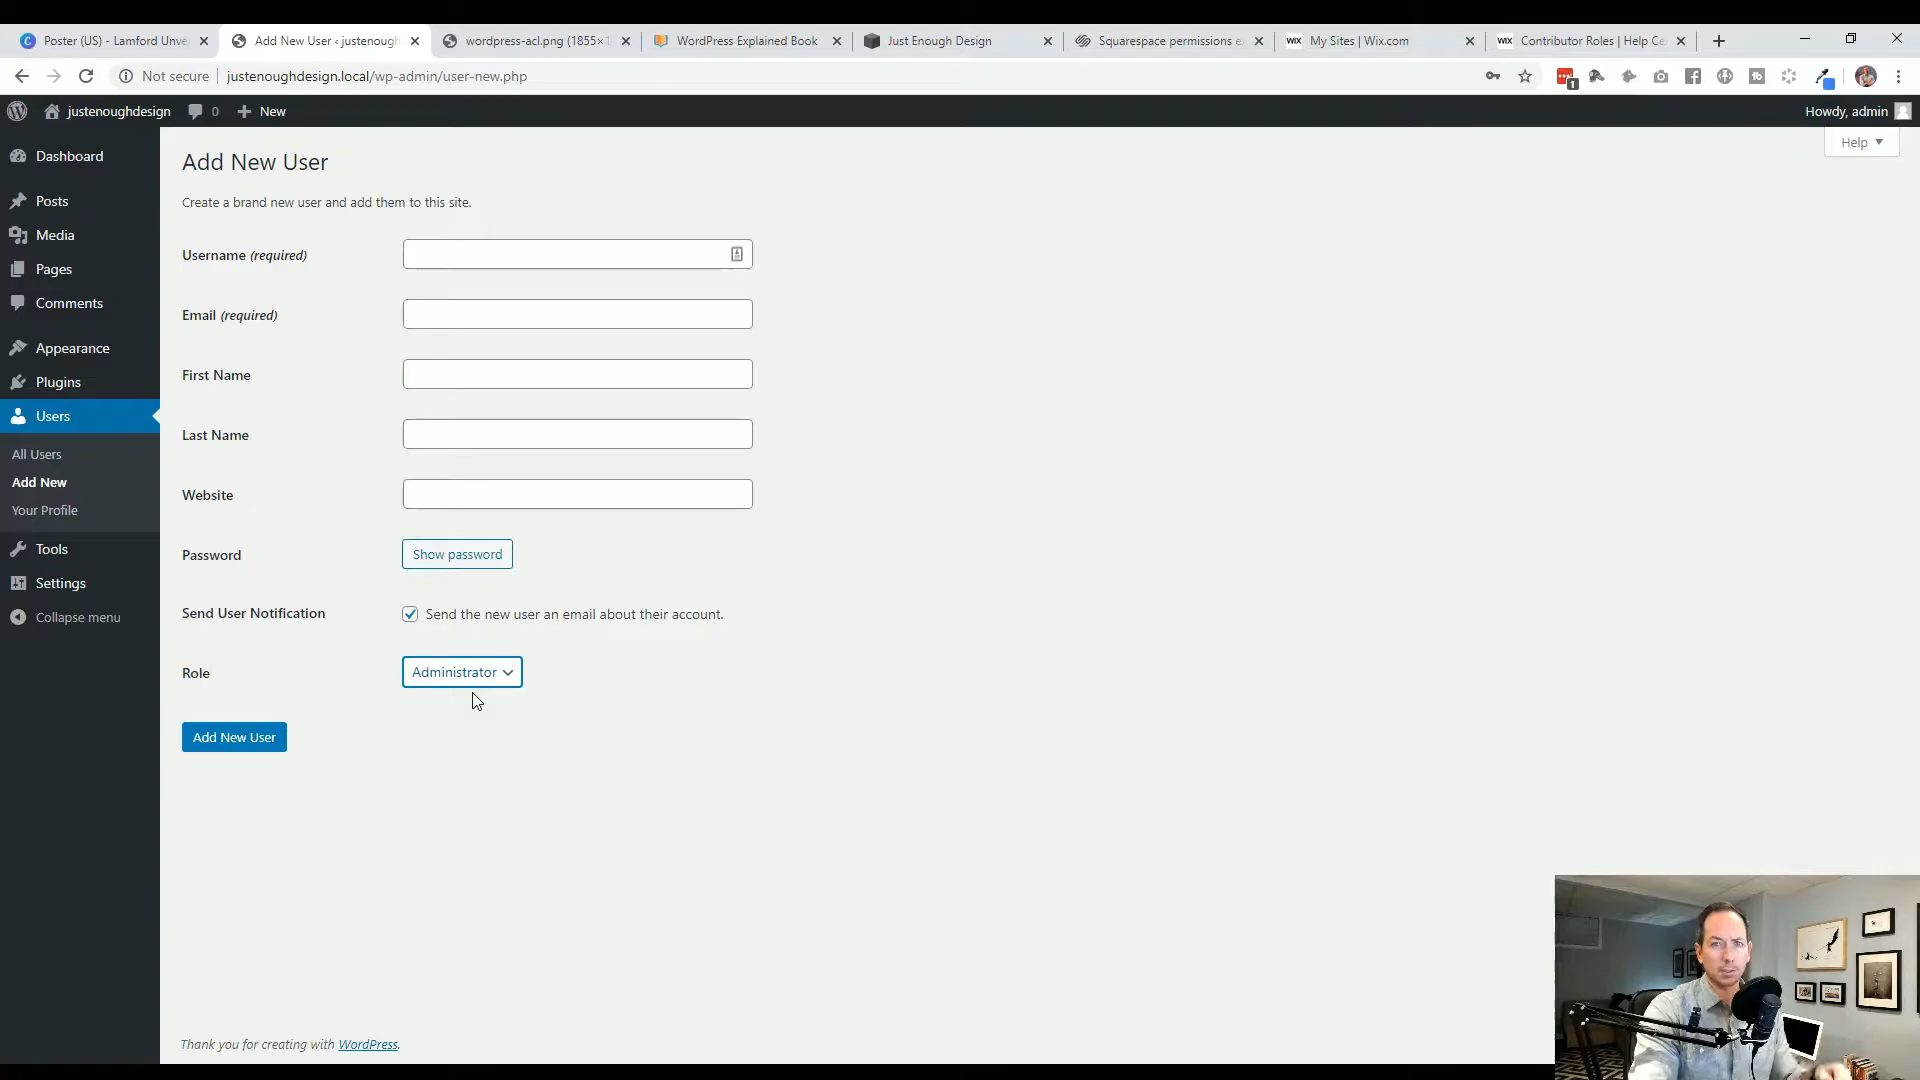 Poster (US) - Lamford Unve
Add New User ‹ justenough
wordpress-acl.png (1855×1
WordPress Explained Book
Just Enough Design
Squarespace permissions e
WIX My Sites | Wix.com
WIX Contributor Roles | Help Ce
Not secure justenoughdesign.local/wp-admin/user-new.php
1
justenoughdesign 0 New
Howdy, admin
Help
Dashboard
Posts
Media
Pages
Comments
Appearance
Plugins
Users
All Users
Add New
Your Profile
Tools
Settings
Collapse menu
Add New User
Create a brand new user and add them to this site.
Username (required)
Email (required)
First Name
Last Name
Website
Password Show password
Send User Notification Send the new user an email about their account.
Role Administrator
Add New User
Thank you for creating with WordPress.